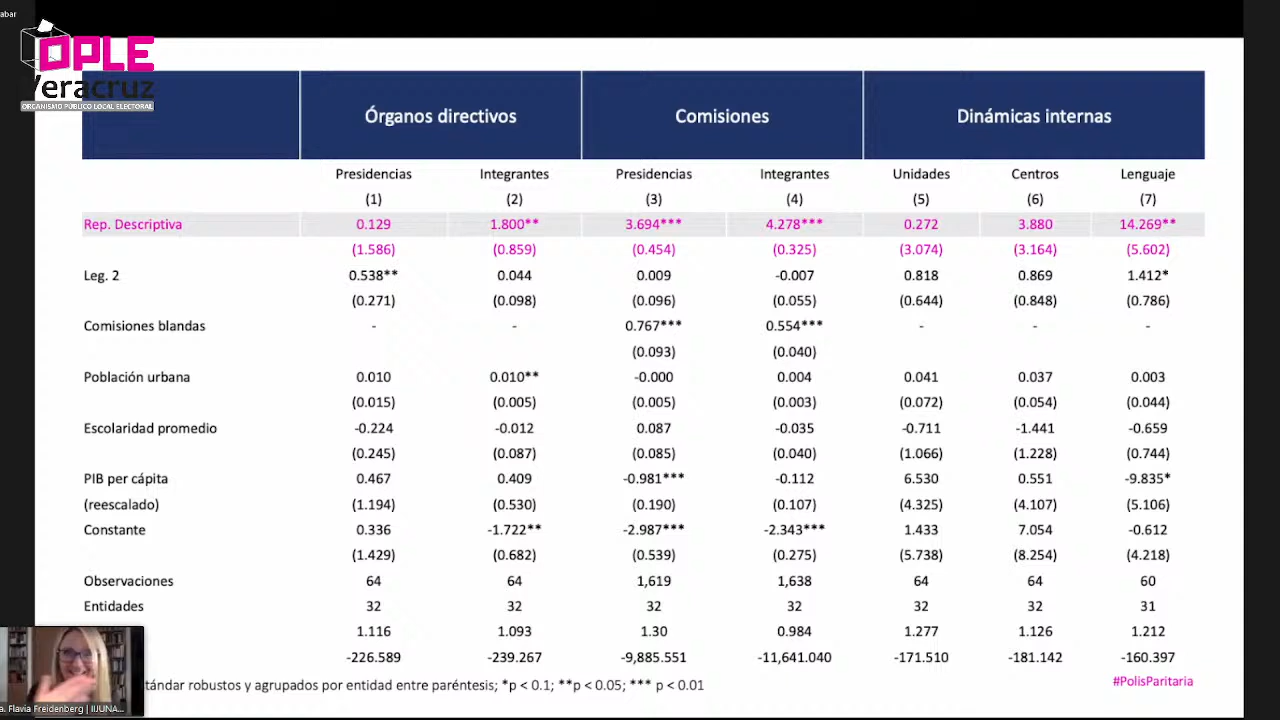 abar
OPLE
Veracruz
ORGANISMO PÚBLICO LOCAL ELECTORAL
Órganos directivos Comisiones Dinámicas internas
Presidencias Integrantes Presidencias Integrantes Unidades Centros Lenguaje
(1) (2) (3) (4) (5) (6) (7)
Rep. Descriptiva 0.129 1.800** 3.694*** 4.278*** 0.272 3.880 14.269**
(1.586) (0.859) (0.454) (0.325) (3.074) (3.164) (5.602)
Leg. 2 0.538** 0.044 0.009 -0.007 0.818 0.869 1.412*
(0.271) (0.098) (0.096) (0.055) (0.644) (0.848) (0.786)
Comisiones blandas - - 0.767*** 0.554*** - - -
(0.093) (0.040)
Población urbana 0.010 0.010** -0.000 0.004 0.041 0.037 0.003
(0.015) (0.005) (0.005) (0.003) (0.072) (0.054) (0.044)
Escolaridad promedio -0.224 -0.012 0.087 -0.035 -0.711 -1.441 -0.659
(0.245) (0.087) (0.085) (0.040) (1.066) (1.228) (0.744)
PIB per cápita 0.467 0.409 -0.981*** -0.112 6.530 0.551 -9.835*
(reescalado) (1.194) (0.530) (0.190) (0.107) (4.325) (4.107) (5.106)
Constante 0.336 -1.722** -2.987*** -2.343*** 1.433 7.054 -0.612
(1.429) (0.682) (0.539) (0.275) (5.738) (8.254) (4.218)
Observaciones 64 64 1,619 1,638 64 64 60
Entidades 32 32 32 32 32 32 31
1.116 1.093 1.30 0.984 1.277 1.126 1.212
-226.589 -239.267 -9,885.551 -11,641.040 -171.510 -181.142 -160.397
tándar robustos y agrupados por entidad entre paréntesis; *p < 0.1; **p < 0.05; *** p < 0.01
#PolisParitaria
a. Flavia Freidenberg | IIJUNA...